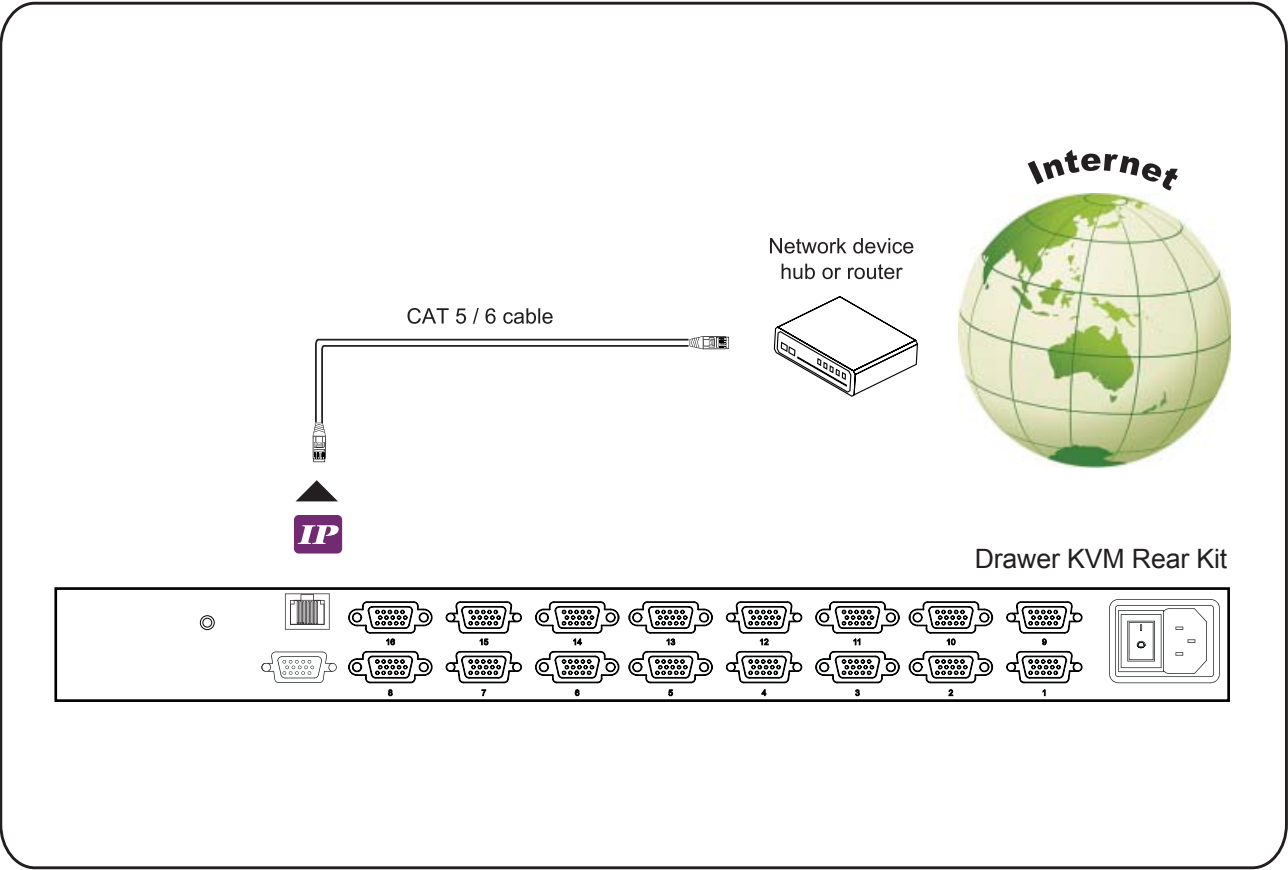 Internet
Network device
hub or router
CAT 5 / 6 cable
IP
Drawer KVM Rear Kit
16 15 14 13 12 11 10 9
8 7 6 5 4 3 2 1